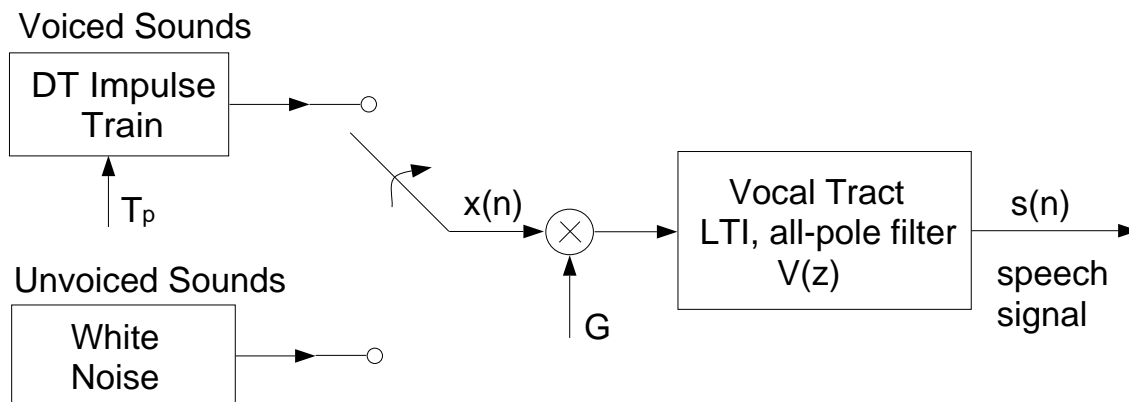 Voiced Sounds
DT Impulse
Train
Tp
x(n)
G
Vocal Tract
LTI, all-pole filter
V(z)
s(n)
speech
signal
Unvoiced Sounds
White
Noise